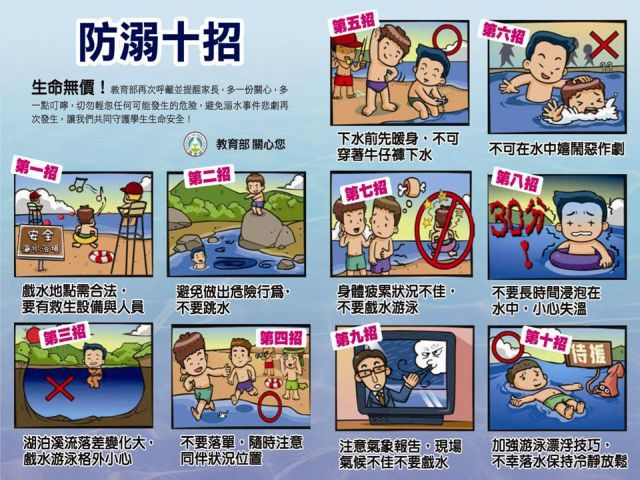 防溺十招
生命無價！教育部再次呼籲並提醒家長，多一份關心，多
一點叮嚀，切勿輕忽任何可能發生的危險，避免溺水事件悲劇再
次發生，讓我們共同守護學生生命安全！
教育部 關心您
第一招
安全
海水浴場
戲水地點需合法，
要有救生設備與人員
第二招
避免做出危險行為，
不要跳水
第三招
湖泊溪流落差變化大，
戲水游泳格外小心
第四招
不要落單，隨時注意
同伴狀況位置
第五招
下水前先暖身，不可
穿著牛仔褲下水
第六招
不可在水中嬉鬧惡作劇
第七招
身體疲累狀況不佳，
不要戲水游泳
第八招
30分！
不要長時間浸泡在
水中，小心失溫
第九招
注意氣象報告，現場
氣候不佳不要戲水
第十招
待援
加強游泳漂浮技巧，
不幸落水保持冷靜放鬆